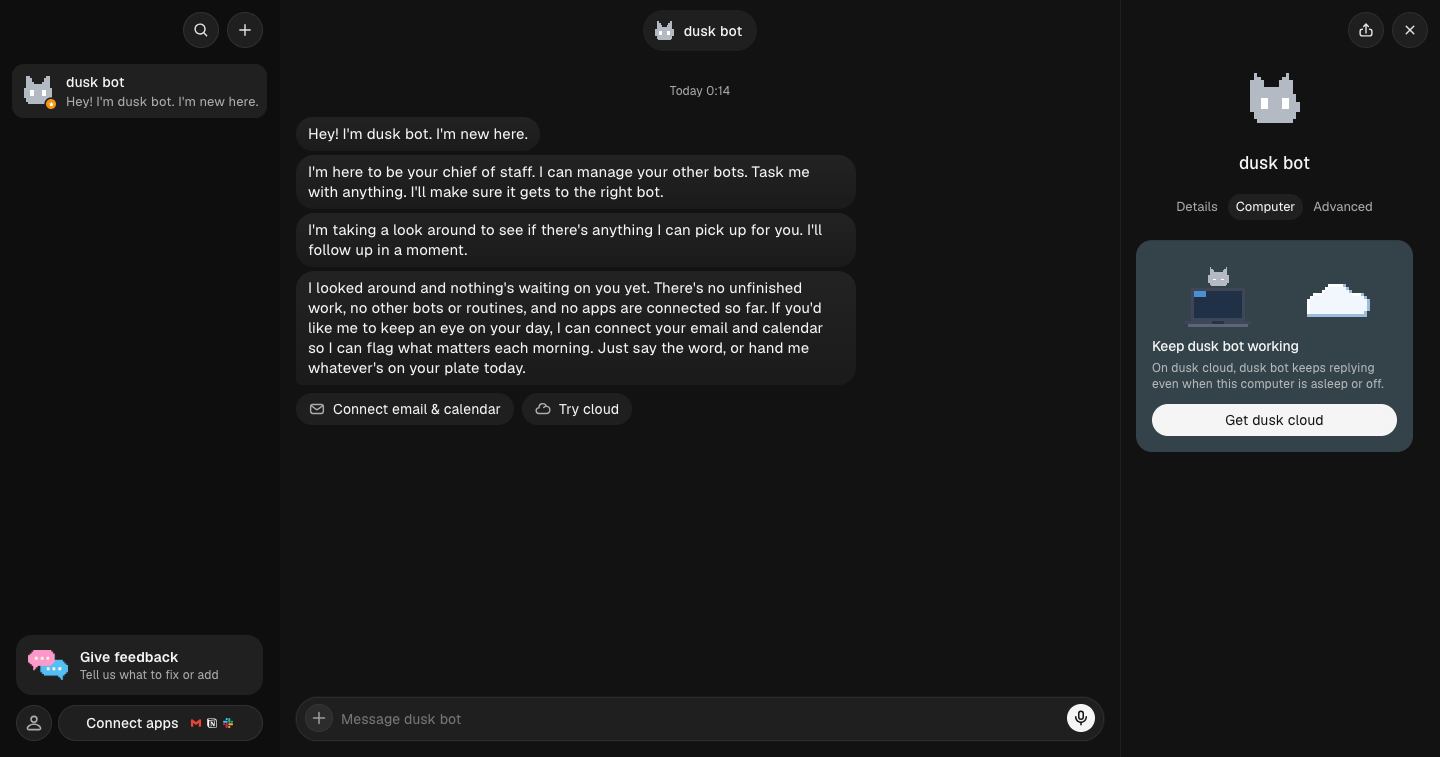 dusk bot
Hey! I'm dusk bot. I'm new here.
Give feedback
Tell us what to fix or add
Connect apps
dusk bot
Today 0:14
Hey! I'm dusk bot. I'm new here.
I'm here to be your chief of staff. I can manage your other bots. Task me
with anything. I'll make sure it gets to the right bot.
I'm taking a look around to see if there's anything I can pick up for you. I'll
follow up in a moment.
I looked around and nothing's waiting on you yet. There's no unfinished
work, no other bots or routines, and no apps are connected so far. If you'd
like me to keep an eye on your day, I can connect your email and calendar
so I can flag what matters each morning. Just say the word, or hand me
whatever's on your plate today.
Connect email & calendar
Try cloud
Message dusk bot
dusk bot
Details
Computer
Advanced
Keep dusk bot working
On dusk cloud, dusk bot keeps replying
even when this computer is asleep or off.
Get dusk cloud